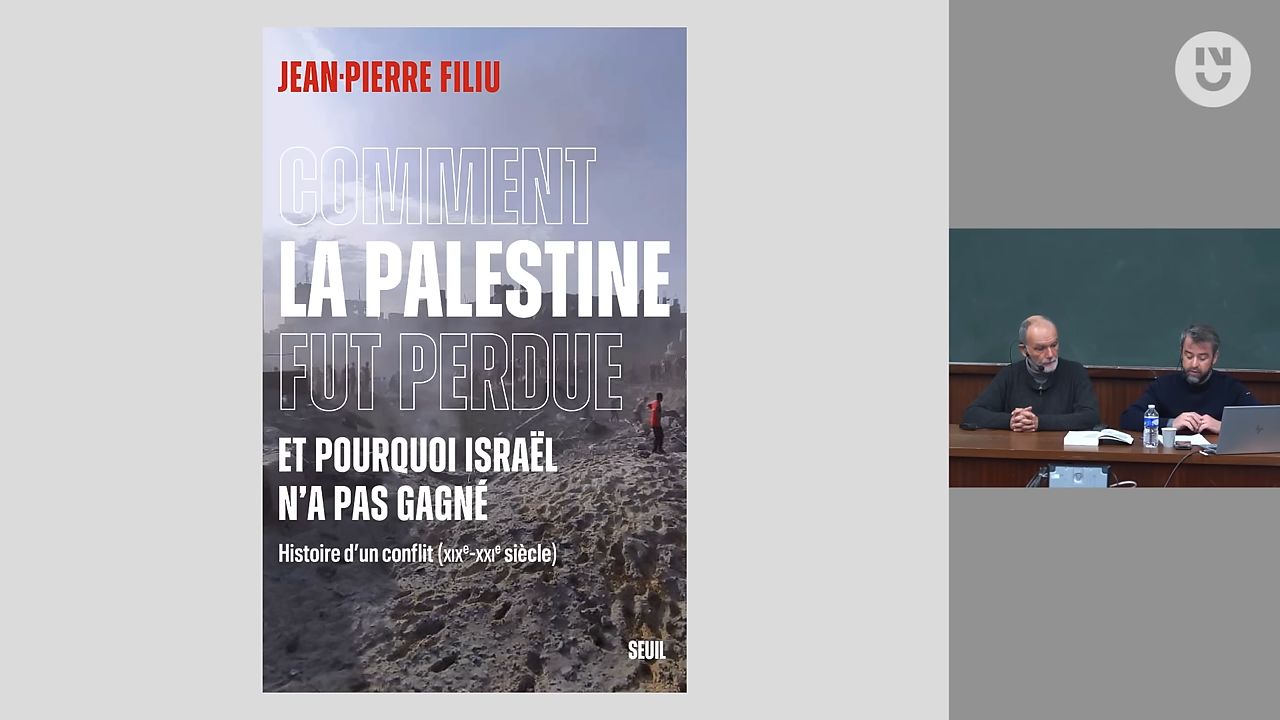 JEAN-PIERRE FILIU
COMMENT
LA PALESTINE
FUT PERDUE
ET POURQUOI ISRAËL
N'A PAS GAGNÉ
Histoire d'un conflit (XIXe-XXIe siècle)
SEUIL